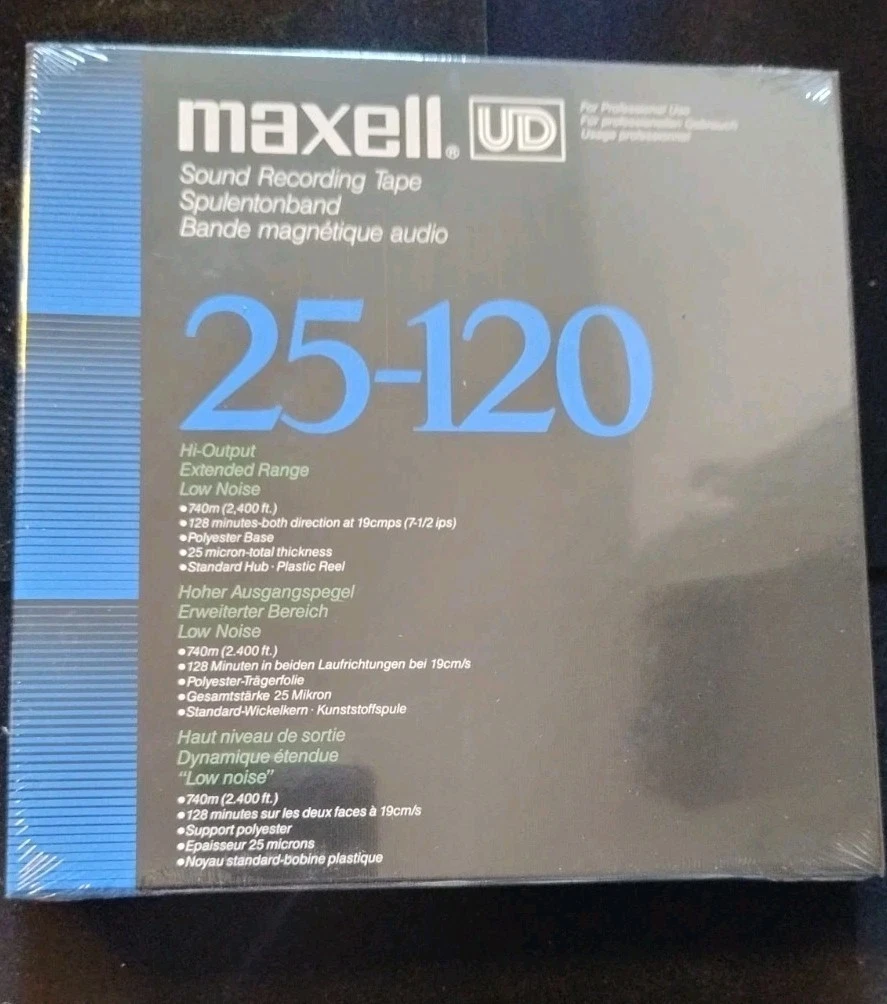 maxell® UD
For Professional Use
Für professionellen Gebrauch
Usage professionnel
Sound Recording Tape
Spulentonband
Bande magnétique audio
25-120
Hi-Output
Extended Range
Low Noise
•740m (2,400 ft.)
•128 minutes-both direction at 19cmps (7-1/2 ips)
•Polyester Base
•25 micron-total thickness
•Standard Hub · Plastic Reel
Hoher Ausgangspegel
Erweiterter Bereich
Low Noise
•740m (2.400 ft.)
•128 Minuten in beiden Laufrichtungen bei 19cm/s
•Polyester-Trägerfolie
•Gesamtstärke 25 Mikron
•Standard-Wickelkern · Kunststoffspule
Haut niveau de sortie
Dynamique étendue
"Low noise"
•740m (2.400 ft.)
•128 minutes sur les deux faces à 19cm/s
•Support polyester
•Epaisseur 25 microns
•Noyau standard-bobine plastique